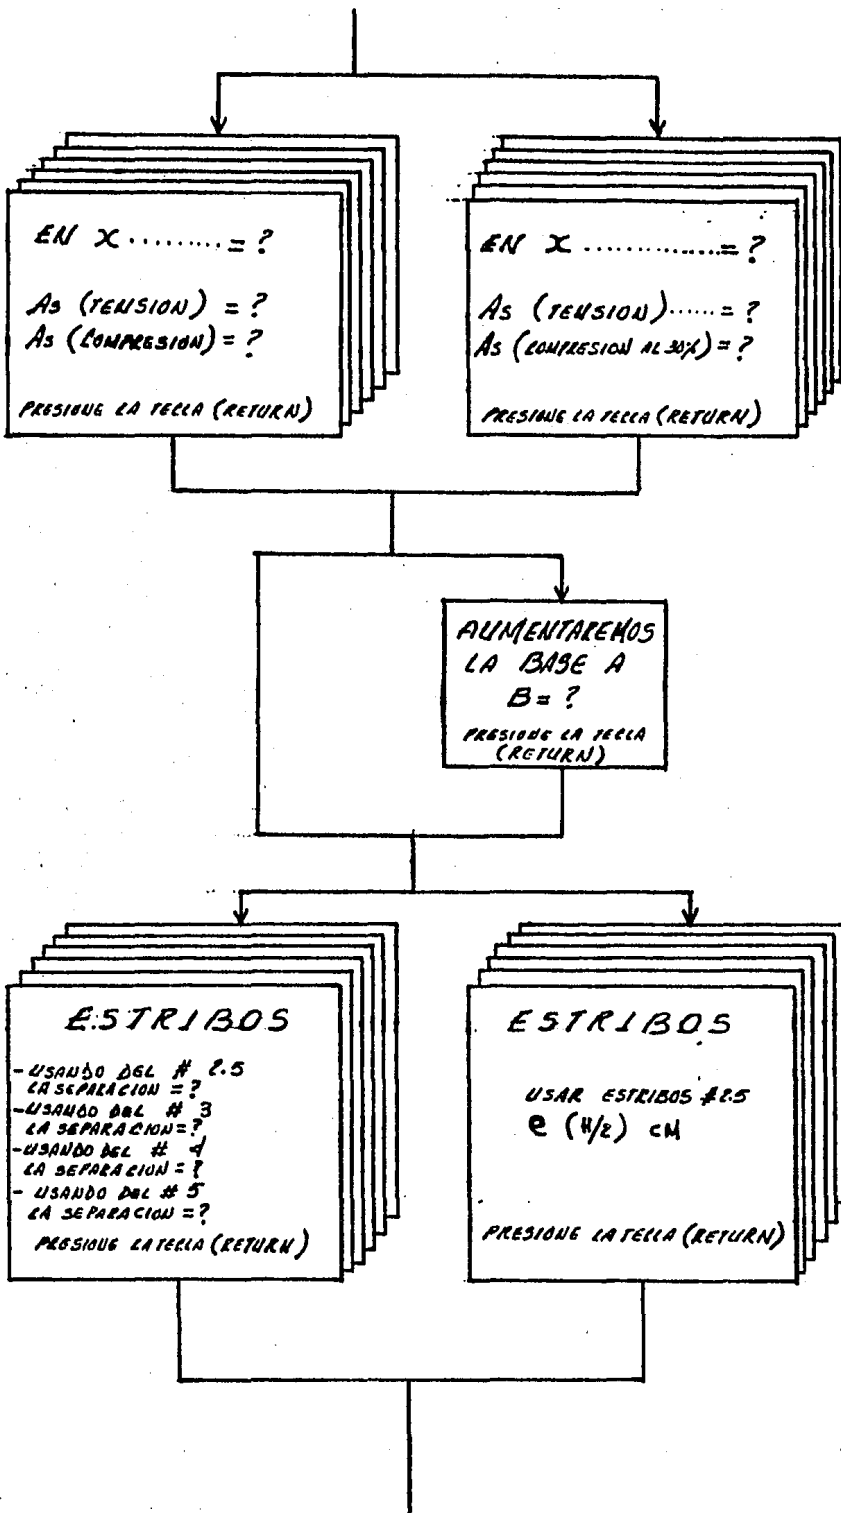 EN X ......... = ?
As (TENSION) = ?
As (COMPRESION) = ?
PRESIONE LA TECLA (RETURN)
EN X ............. = ?
As (TENSION)...... = ?
As (COMPRESION AL 30%) = ?
PRESIONE LA TECLA (RETURN)
AUMENTAREMOS
LA BASE A
B = ?
PRESIONE LA TECLA
(RETURN)
ESTRIBOS
- USANDO DEL # 2.5
LA SEPARACION = ?
- USANDO DEL # 3
LA SEPARACION = ?
- USANDO DEL # 4
LA SEPARACION = ?
- USANDO DEL # 5
LA SEPARACION = ?
PRESIONE LA TECLA (RETURN)
ESTRIBOS
USAR ESTRIBOS #2.5
e (H/2) cM
PRESIONE LA TECLA (RETURN)